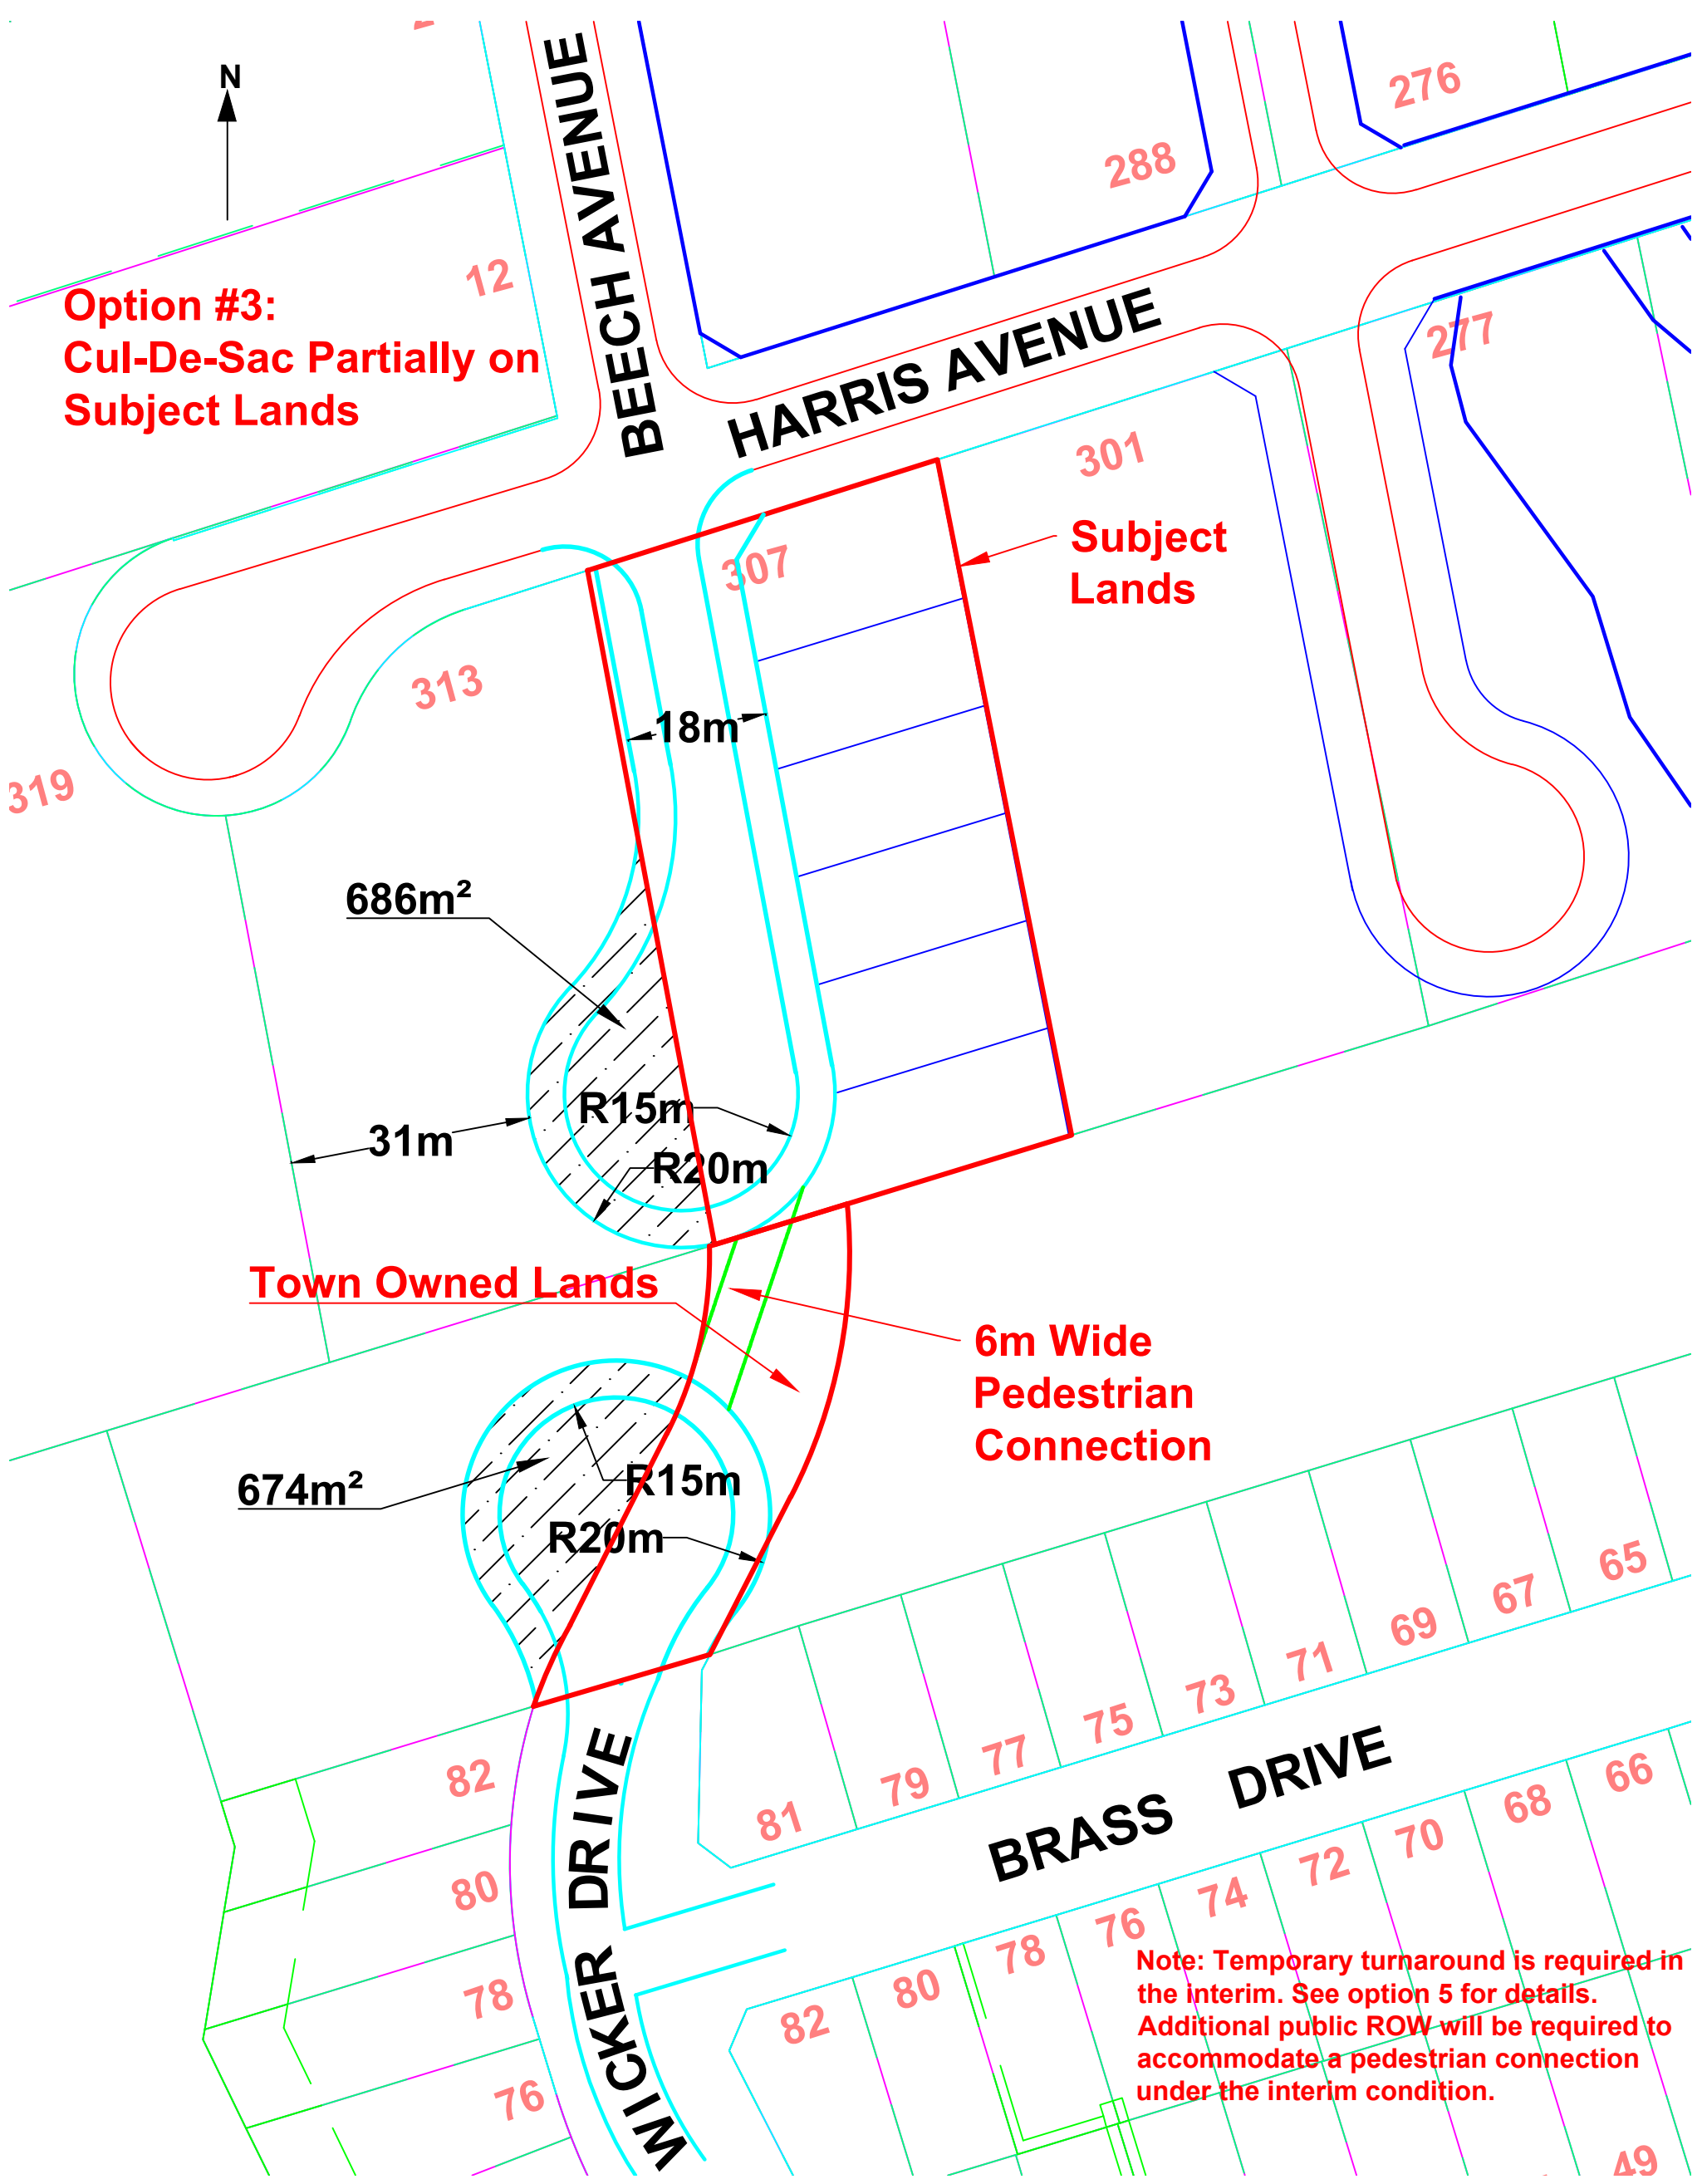 N
BEECH AVENUE
276
288
12
Option #3:
Cul-De-Sac Partially on
Subject Lands
HARRIS AVENUE
277
301
Subject
Lands
307
313
18m
319
686m²
R15m
31m
R20m
Town Owned Lands
6m Wide
Pedestrian
Connection
674m²
R15m
R20m
65
67
69
71
73
75
77
79
81
82
80
78
76
WICKER DRIVE
BRASS DRIVE
66
68
70
72
74
76
78
80
82
Note: Temporary turnaround is required in
the interim. See option 5 for details.
Additional public ROW will be required to
accommodate a pedestrian connection
under the interim condition.
49